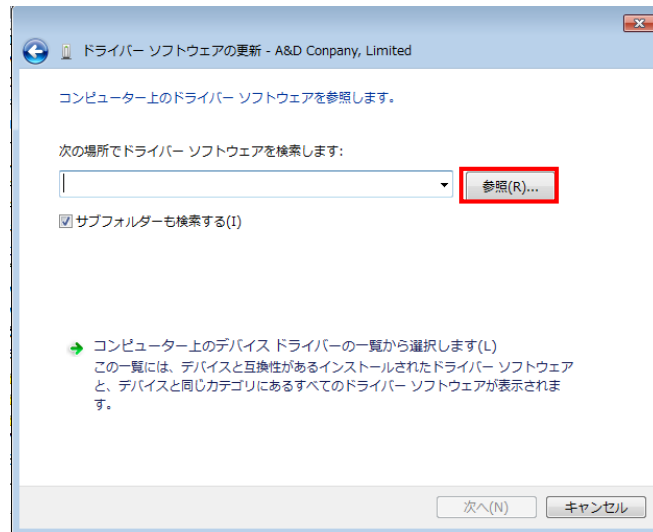 ドライバー ソフトウェアの更新 - A&D Conpany, Limited
コンピューター上のドライバー ソフトウェアを参照します。
次の場所でドライバー ソフトウェアを検索します:
参照(R)...
サブフォルダーも検索する(I)
コンピューター上のデバイス ドライバーの一覧から選択します(L)
この一覧には、デバイスと互換性があるインストールされたドライバー ソフトウェア
と、デバイスと同じカテゴリにあるすべてのドライバー ソフトウェアが表示されま
す。
次へ(N)
キャンセル